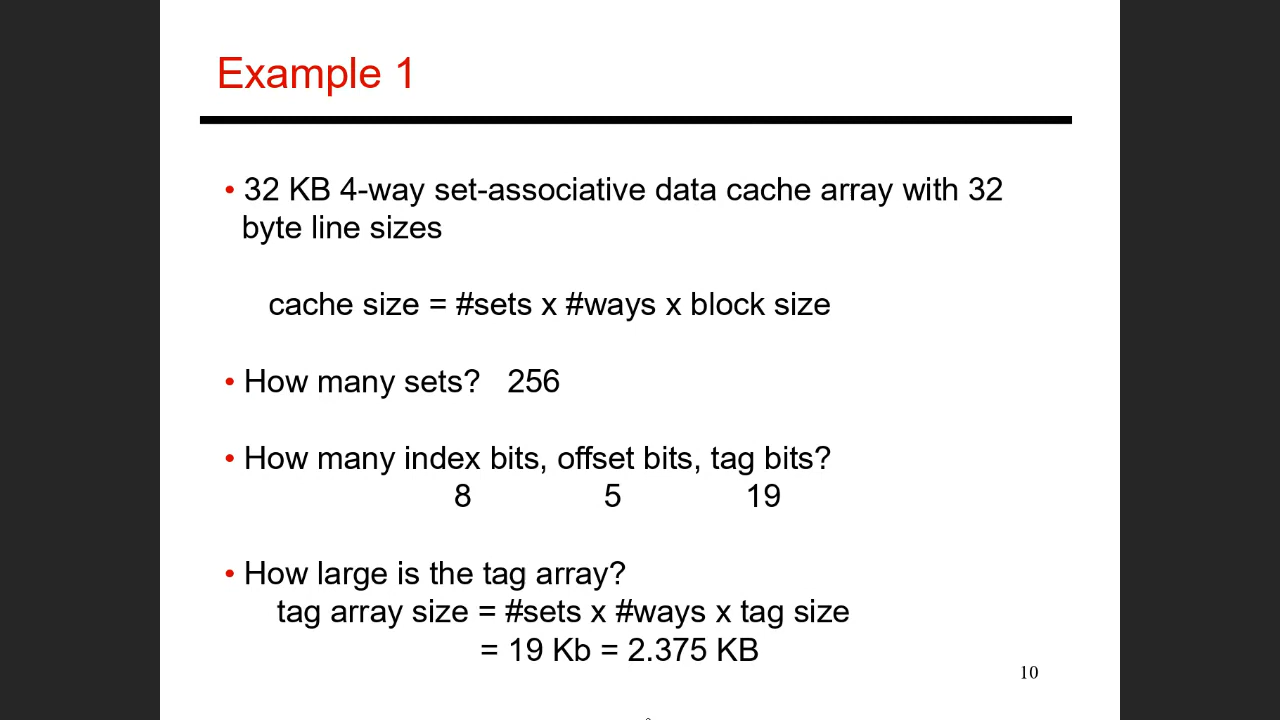 Example 1
• 32 KB 4-way set-associative data cache array with 32
byte line sizes
cache size = #sets x #ways x block size
• How many sets? 256
• How many index bits, offset bits, tag bits?
8 5 19
• How large is the tag array?
tag array size = #sets x #ways x tag size
= 19 Kb = 2.375 KB
10